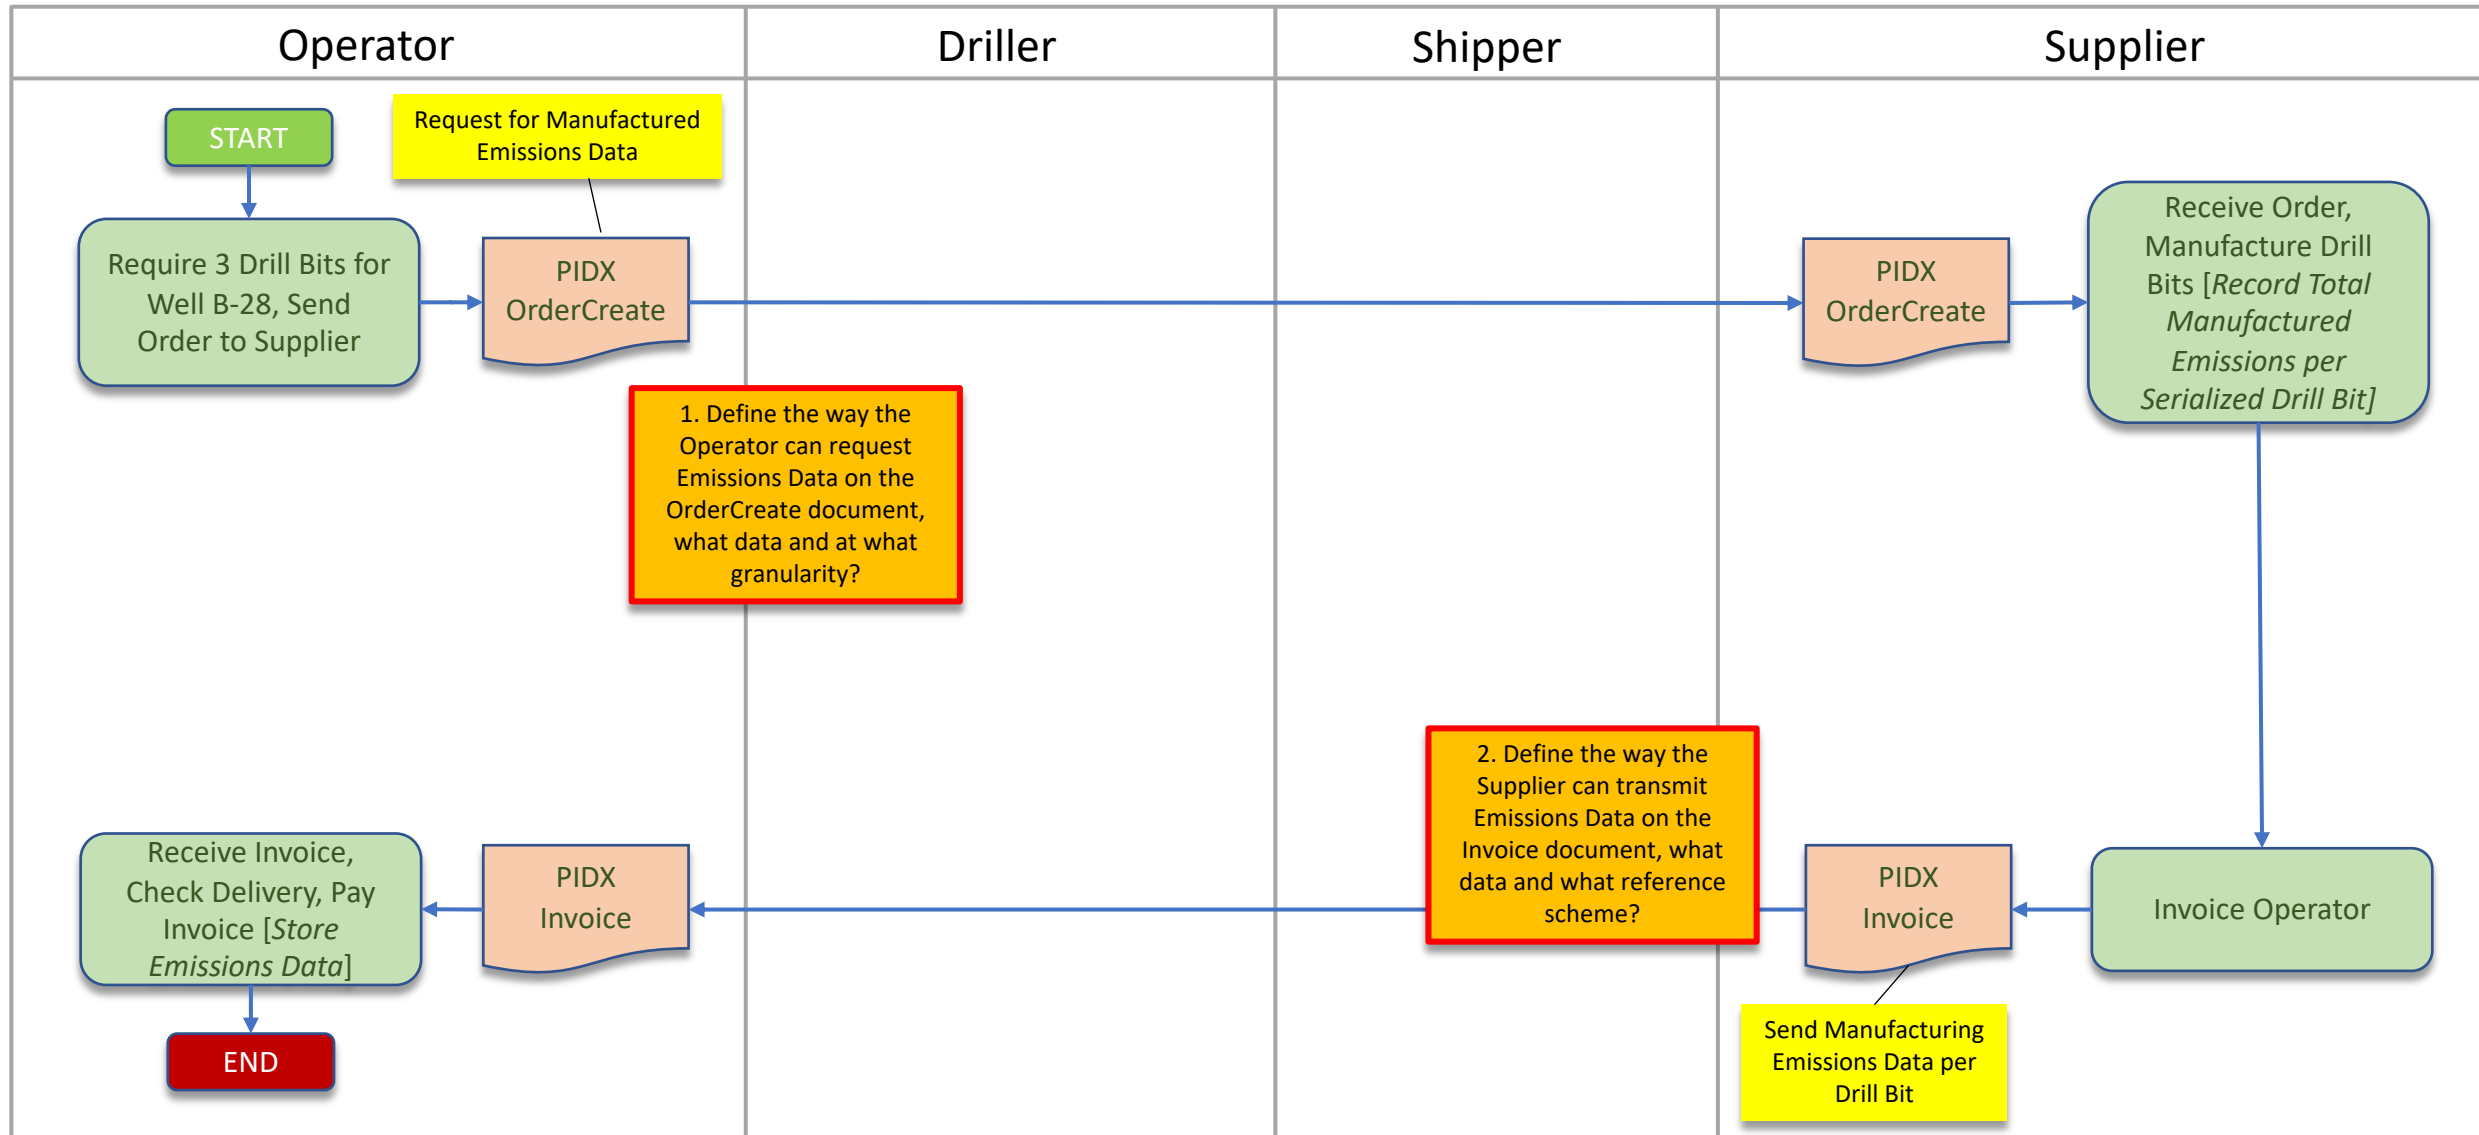 Operator
Driller
Shipper
Supplier
START
Request for Manufactured
Emissions Data
Require 3 Drill Bits for
Well B-28, Send
Order to Supplier
PIDX
OrderCreate
PIDX
OrderCreate
Receive Order,
Manufacture Drill
Bits [Record Total
Manufactured
Emissions per
Serialized Drill Bit]
1. Define the way the
Operator can request
Emissions Data on the
OrderCreate document,
what data and at what
granularity?
2. Define the way the
Supplier can transmit
Emissions Data on the
Invoice document, what
data and what reference
scheme?
Receive Invoice,
Check Delivery, Pay
Invoice [Store
Emissions Data]
PIDX
Invoice
PIDX
Invoice
Invoice Operator
END
Send Manufacturing
Emissions Data per
Drill Bit